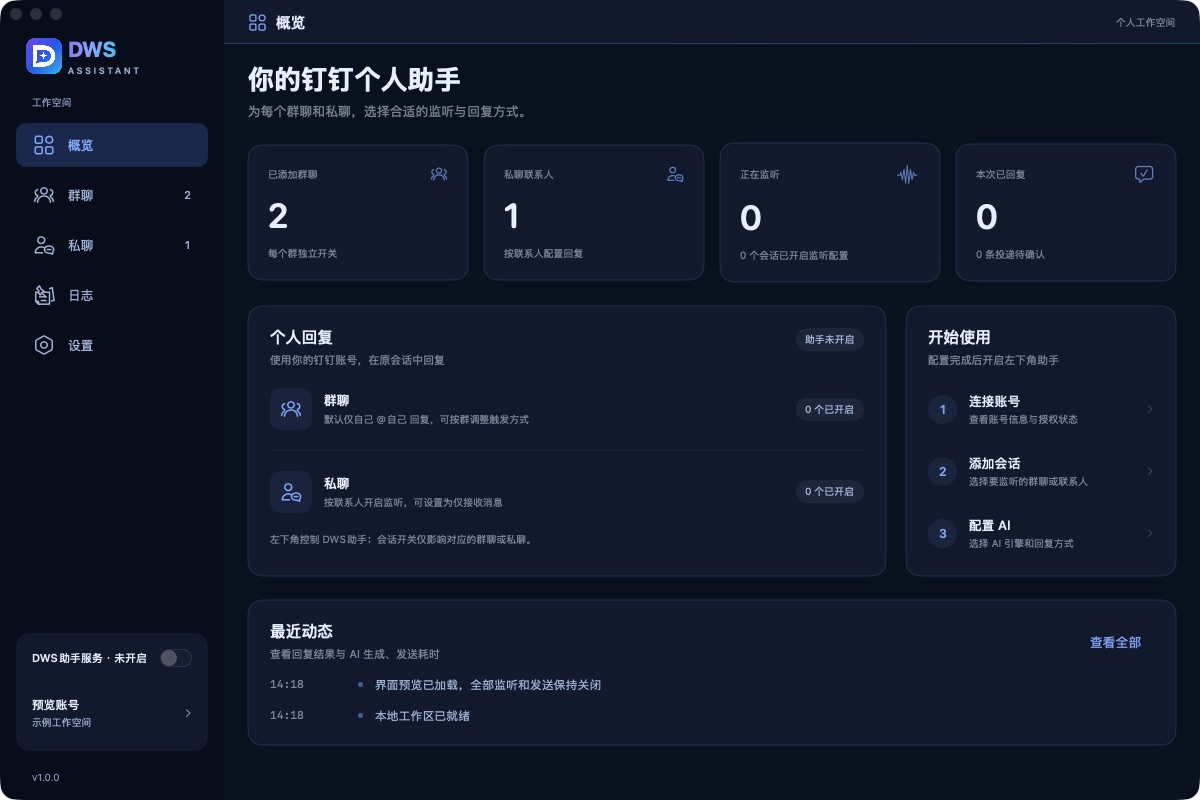 DWS
ASSISTANT
工作空间
概览
群聊 2
私聊 1
日志
设置
DWS助手服务 · 未开启
预览账号
示例工作空间
v1.0.0
概览
个人工作空间
你的钉钉个人助手
为每个群聊和私聊，选择合适的监听与回复方式。
已添加群聊
2
每个群独立开关
私聊联系人
1
按联系人配置回复
正在监听
0
0 个会话已开启监听配置
本次已回复
0
0 条投递待确认
个人回复
助手未开启
使用你的钉钉账号，在原会话中回复
群聊
默认仅自己 @自己 回复，可按群调整触发方式
0 个已开启
私聊
按联系人开启监听，可设置为仅接收消息
0 个已开启
左下角控制 DWS助手：会话开关仅影响对应的群聊或私聊。
开始使用
配置完成后开启左下角助手
1
连接账号
查看账号信息与授权状态
2
添加会话
选择要监听的群聊或联系人
3
配置 AI
选择 AI 引擎和回复方式
最近动态
查看回复结果与 AI 生成、发送耗时
查看全部
14:18 界面预览已加载，全部监听和发送保持关闭
14:18 本地工作区已就绪